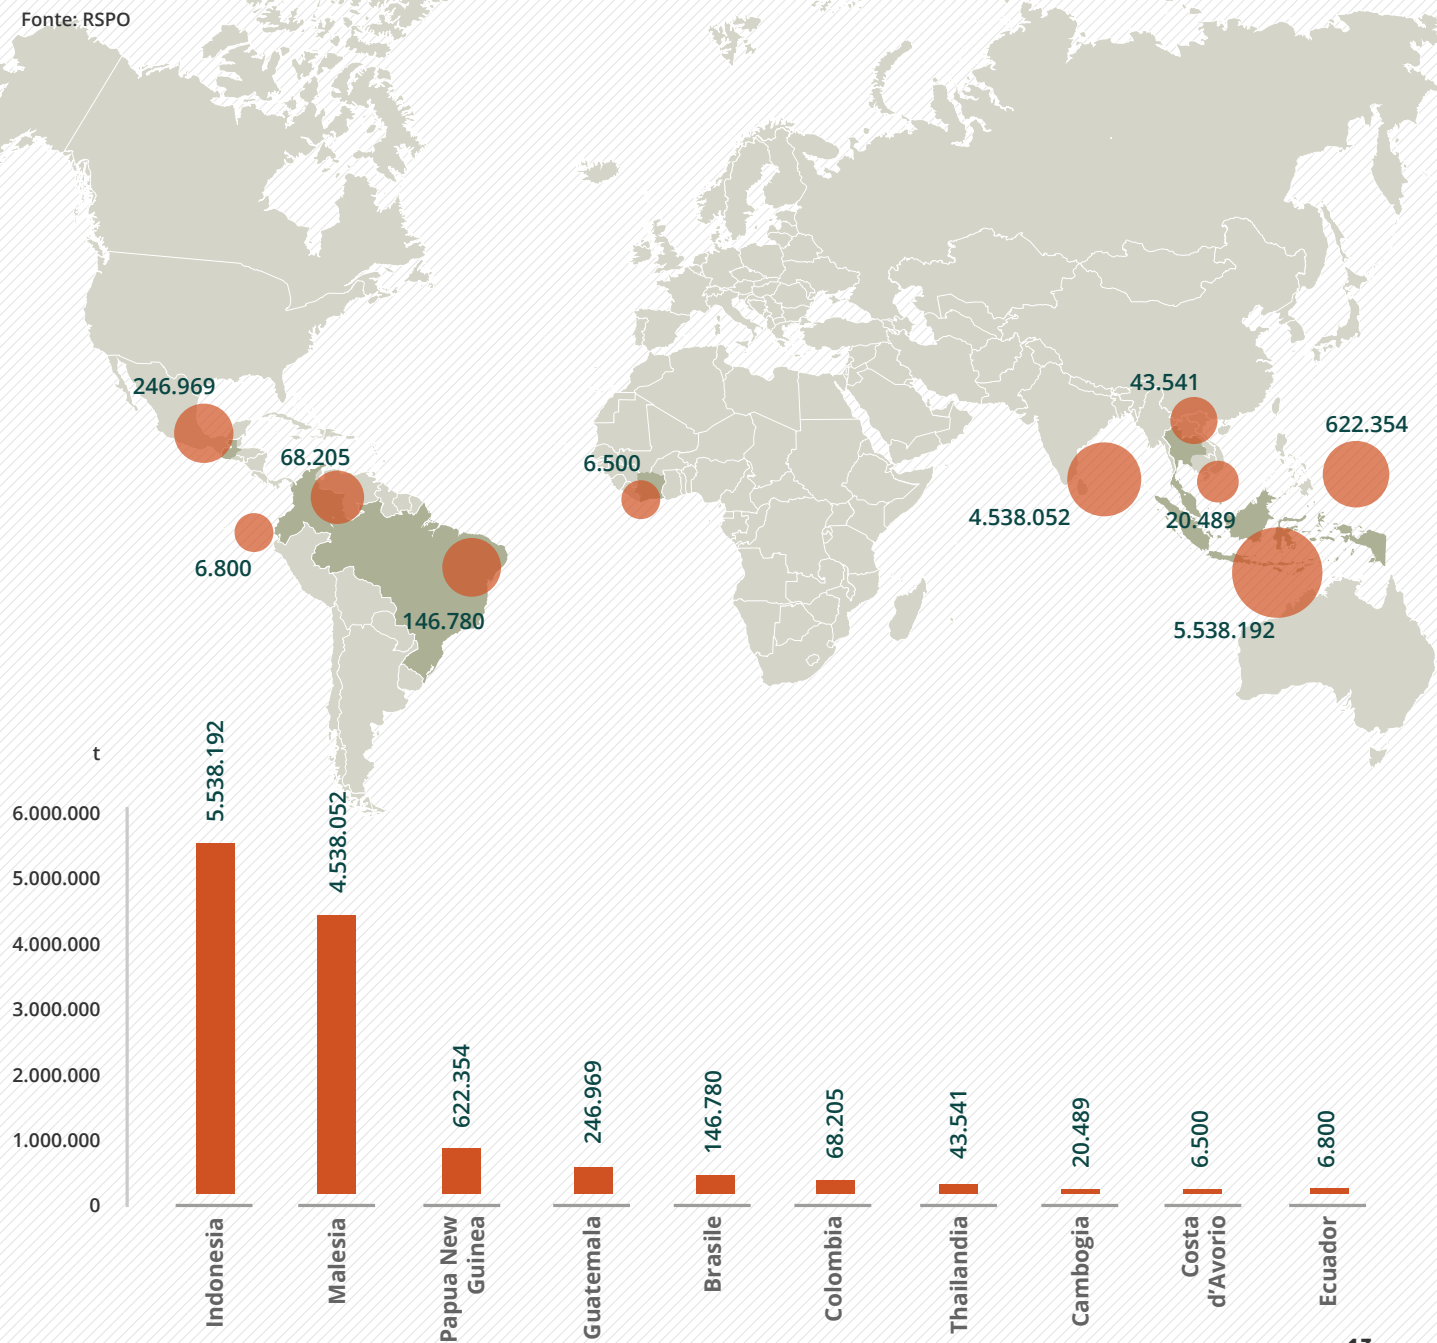 Fonte: RSPO
43.541
246.969
622.354
68.205
6.500
4.538.052
20.489
6.800
146.780
5.538.192
t
5.538.192
4.538.052
622.354
246.969
146.780
68.205
43.541
20.489
6.500
6.800
6.000.000
5.000.000
4.000.000
3.000.000
2.000.000
1.000.000
0
Indonesia
Malesia
Papua New
Guinea
Guatemala
Brasile
Colombia
Thailandia
Cambogia
Costa
d'Avorio
Ecuador